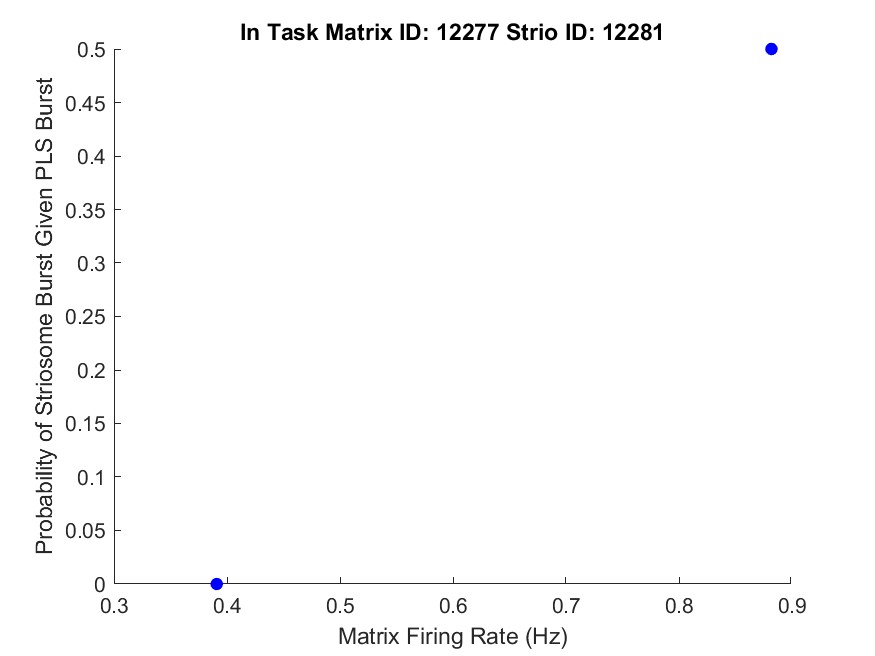 In Task Matrix ID: 12277 Strio ID: 12281
Probability of Striosome Burst Given PLS Burst
0.5
0.45
0.4
0.35
0.3
0.25
0.2
0.15
0.1
0.05
0
0.3 0.4 0.5 0.6 0.7 0.8 0.9
Matrix Firing Rate (Hz)